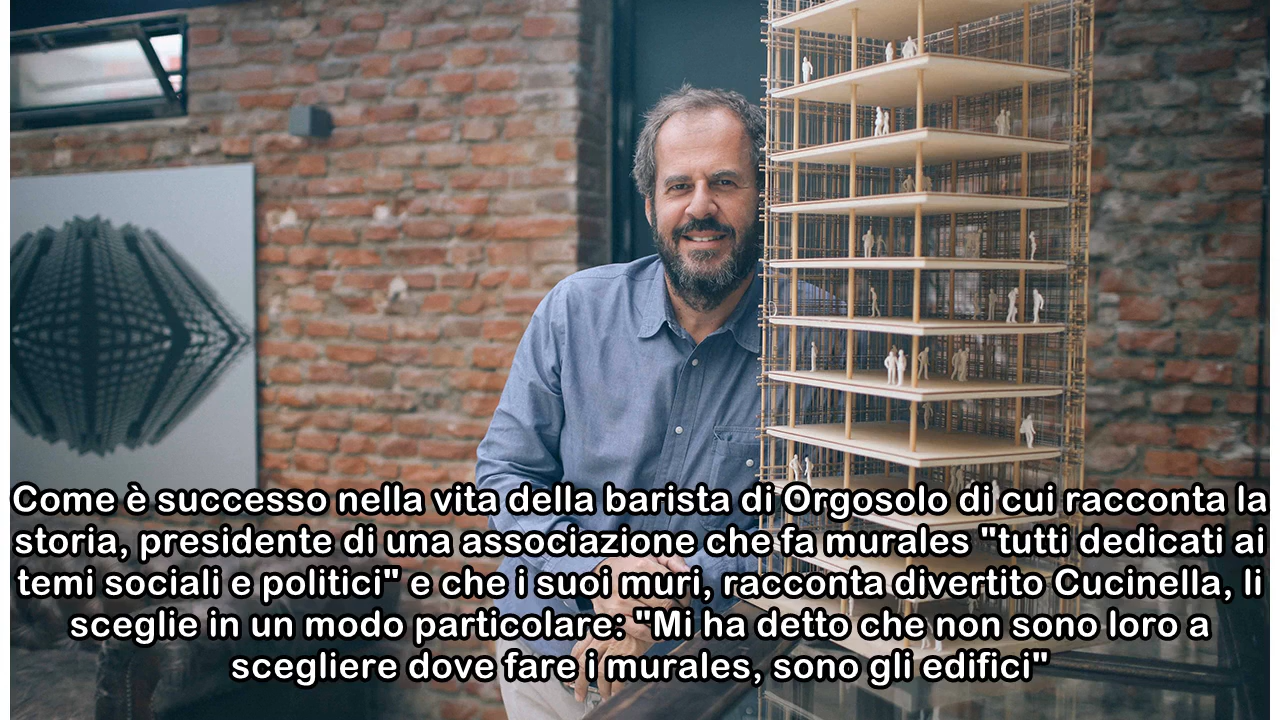 Come è successo nella vita della barista di Orgosolo di cui racconta la
storia, presidente di una associazione che fa murales "tutti dedicati ai
temi sociali e politici" e che i suoi muri, racconta divertito Cucinella, li
sceglie in un modo particolare: "Mi ha detto che non sono loro a
scegliere dove fare i murales, sono gli edifici"